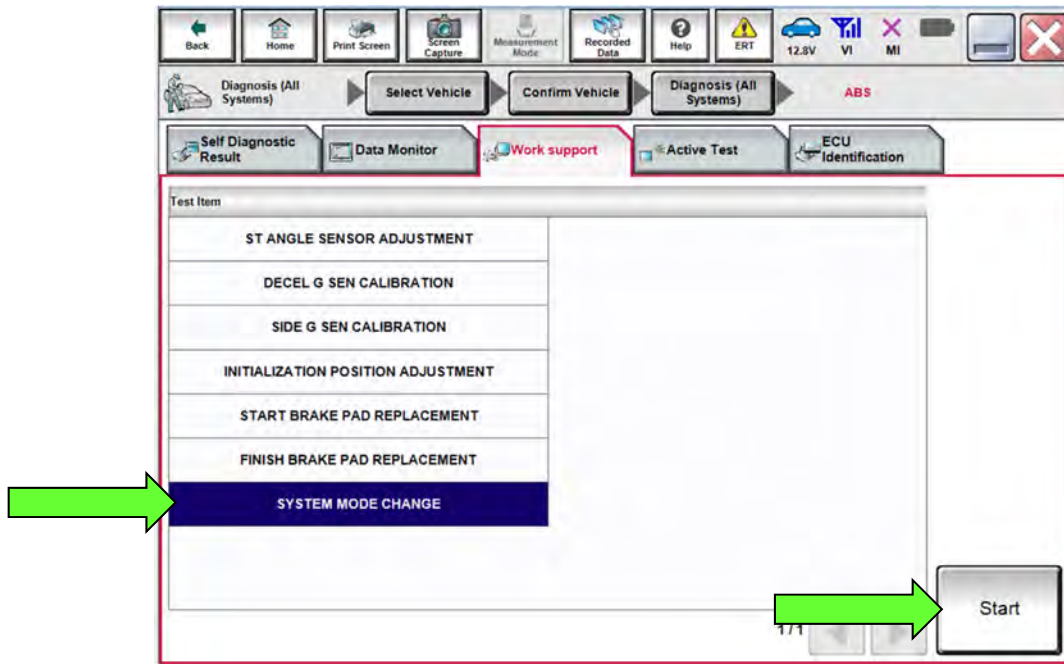 Back
Home
Print Screen
Screen
Capture
Measurement
Mode
Recorded
Data
Help
ERT
12.8V
VI
MI
Diagnosis (All
Systems)
Select Vehicle
Confirm Vehicle
Diagnosis (All
Systems)
ABS
Self Diagnostic
Result
Data Monitor
Work support
Active Test
ECU
Identification
Test Item
ST ANGLE SENSOR ADJUSTMENT
DECEL G SEN CALIBRATION
SIDE G SEN CALIBRATION
INITIALIZATION POSITION ADJUSTMENT
START BRAKE PAD REPLACEMENT
FINISH BRAKE PAD REPLACEMENT
SYSTEM MODE CHANGE
Start
1/1